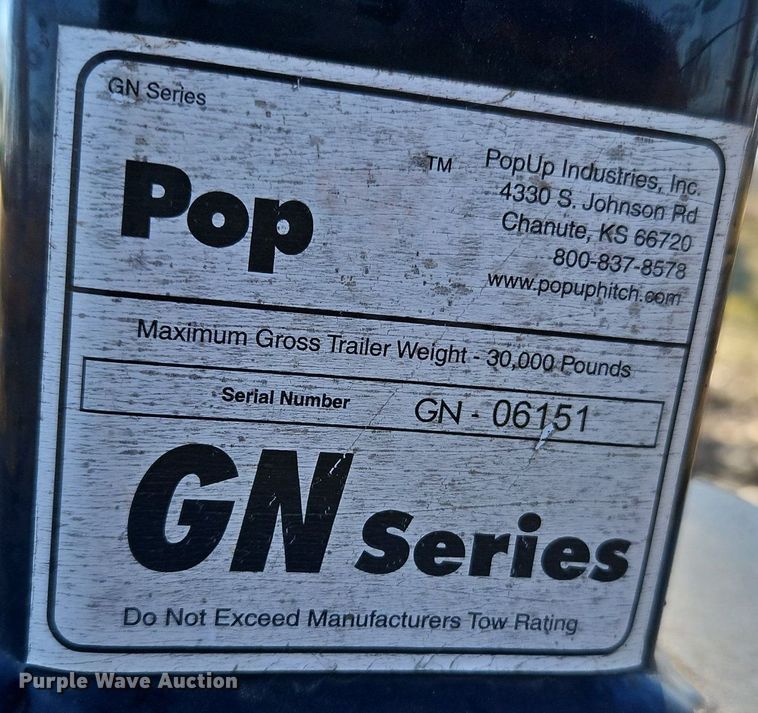 GN Series
Pop ™
PopUp Industries, Inc.
4330 S. Johnson Rd
Chanute, KS 66720
800-837-8578
www.popuphitch.com
Maximum Gross Trailer Weight - 30,000 Pounds
Serial Number GN - 06151
GN Series
Do Not Exceed Manufacturers Tow Rating
Purple Wave Auction